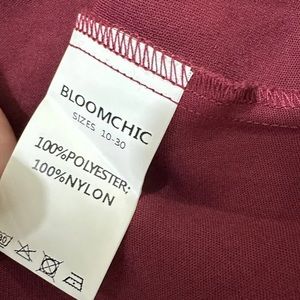 BLOOMCHIC
SIZES 10-30
100%POLYESTER:
100%NYLON